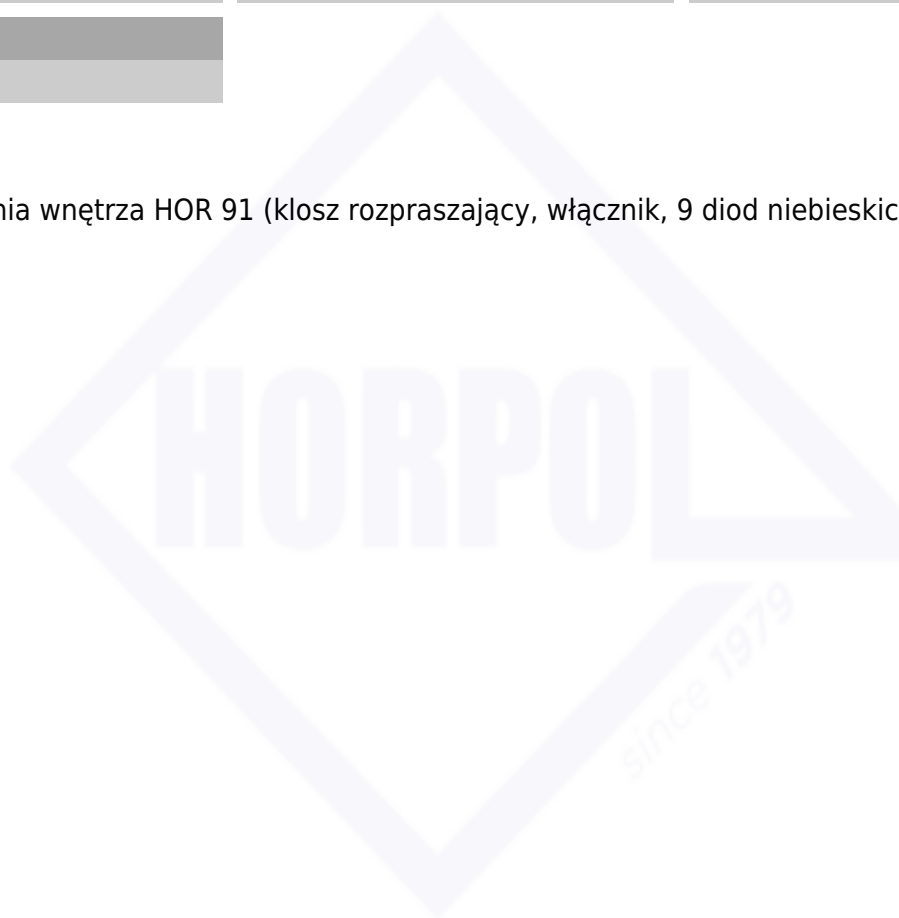 nia wnętrza HOR 91 (klosz rozpraszający, włącznik, 9 diod niebieskic
HORPOL
since 1979